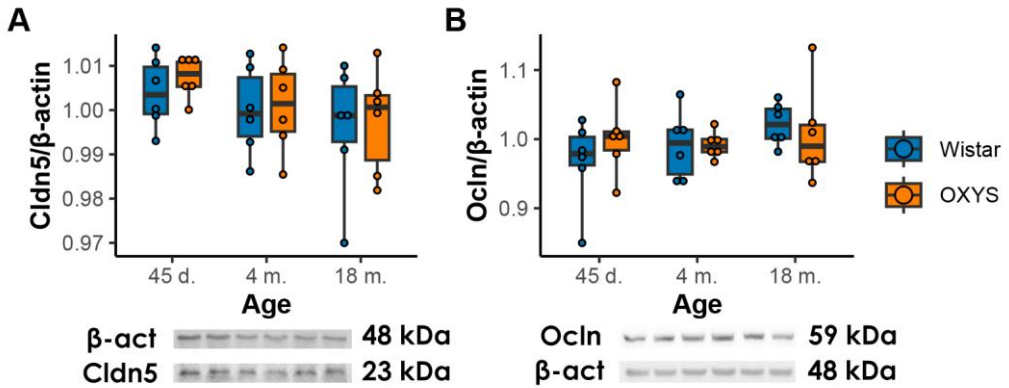 A
Cldn5/β-actin
1.01
1.00
0.99
0.98
0.97
45 d.
4 m.
18 m.
Age
β-act
48 kDa
Cldn5
23 kDa
B
Ocln/β-actin
1.1
1.0
0.9
45 d.
4 m.
18 m.
Age
Ocln
59 kDa
β-act
48 kDa
Wistar
OXYS